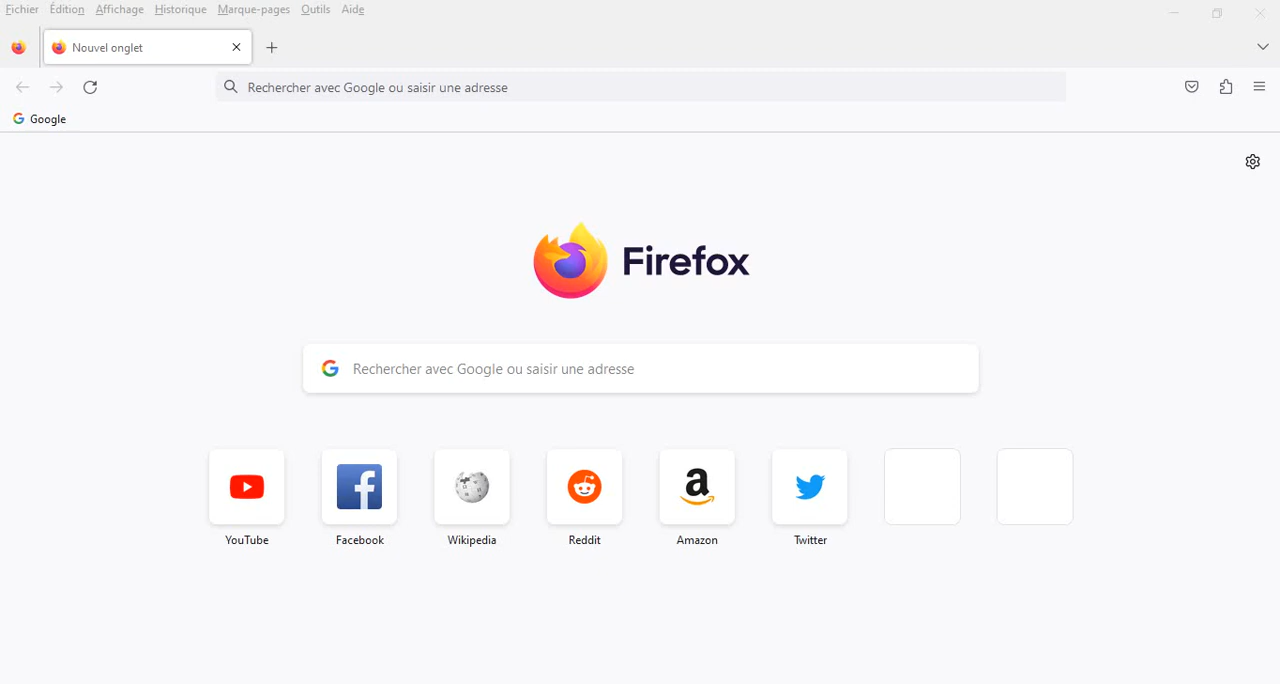 Fichier Édition Affichage Historique Marque-pages Outils Aide
Nouvel onglet
Rechercher avec Google ou saisir une adresse
Google
Firefox
Rechercher avec Google ou saisir une adresse
YouTube Facebook Wikipedia Reddit Amazon Twitter